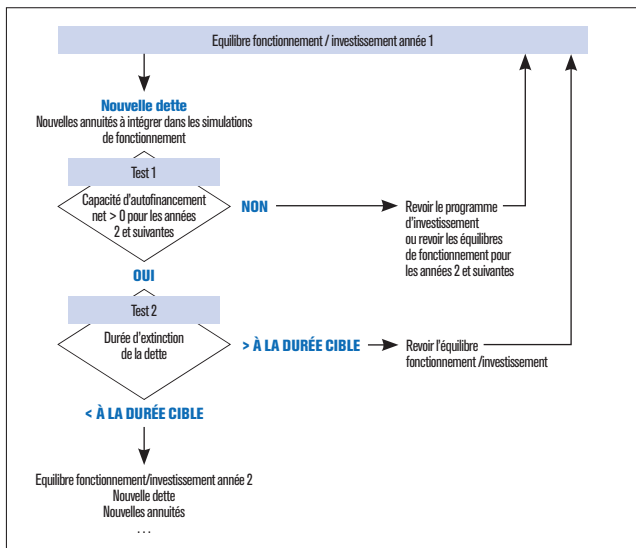 Equilibre fonctionnement / investissement année 1
Nouvelle dette
Nouvelles annuités à intégrer dans les simulations
de fonctionnement
Test 1
Capacité d'autofinancement
net > 0 pour les années
2 et suivantes
NON
Revoir le programme
d'investissement
ou revoir les équilibres
de fonctionnement pour
les années 2 et suivantes
OUI
Test 2
Durée d'extinction
de la dette
> À LA DURÉE CIBLE
Revoir l'équilibre
fonctionnement /investissement
< À LA DURÉE CIBLE
Equilibre fonctionnement/investissement année 2
Nouvelle dette
Nouvelles annuités
...